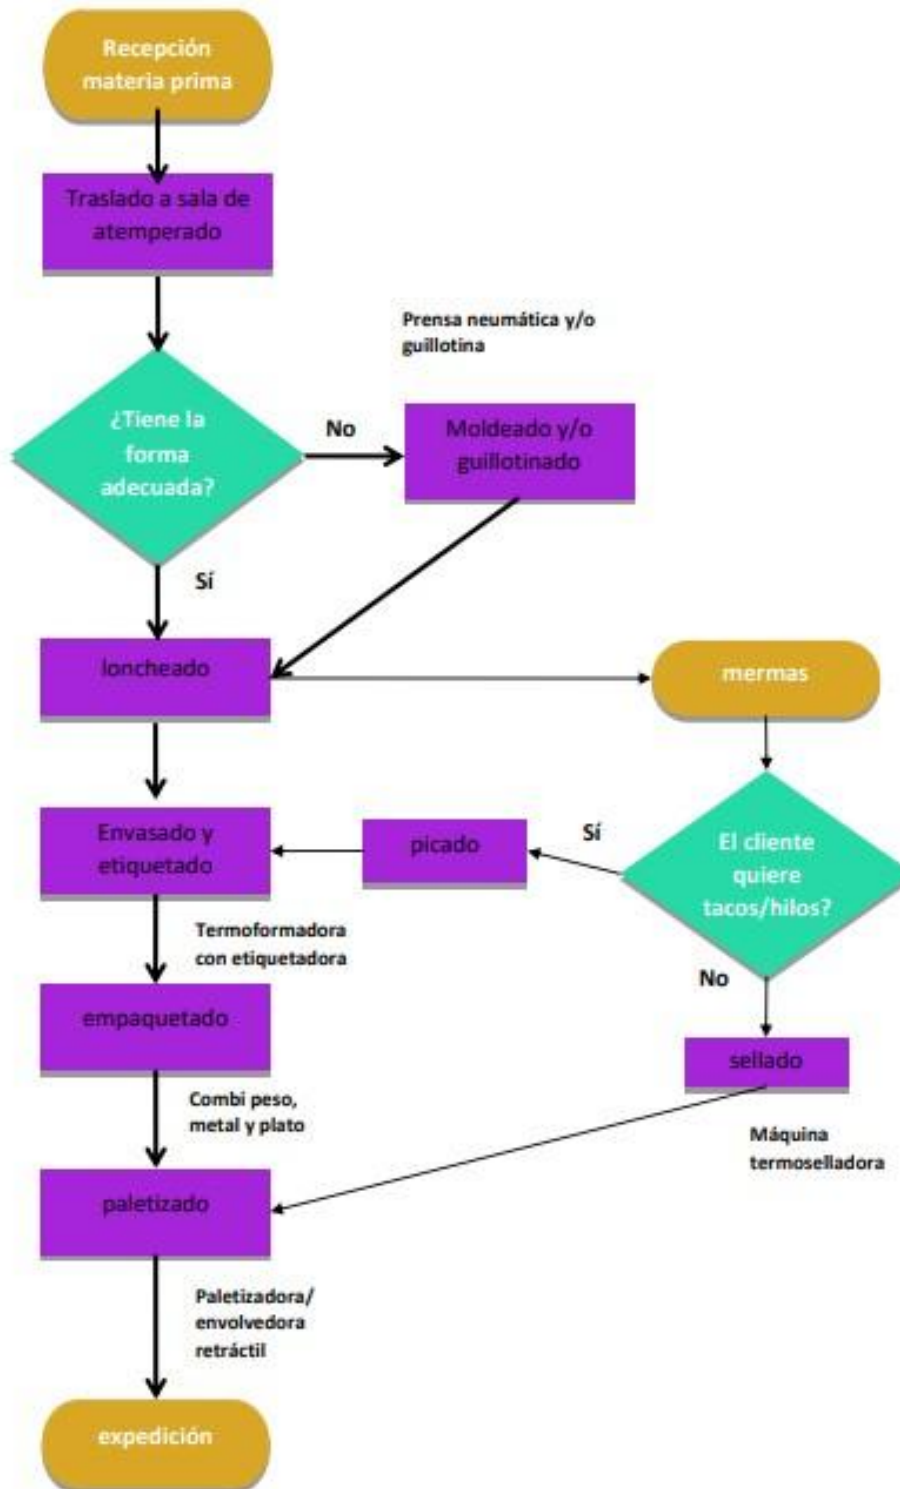 Recepción
materia prima
Traslado a sala de
atemperado
Prensa neumática y/o
guillotina
¿Tiene la
forma
adecuada?
No
Moldeado y/o
guillotinado
Sí
loncheado
mermas
Envasado y
etiquetado
picado
Sí
El cliente
quiere
tacos/hilos?
Termoformadora
con etiquetadora
No
empaquetado
sellado
Combi peso,
metal y plato
Máquina
termoselladora
paletizado
Paletizadora/
envolvedora
retráctil
expedición